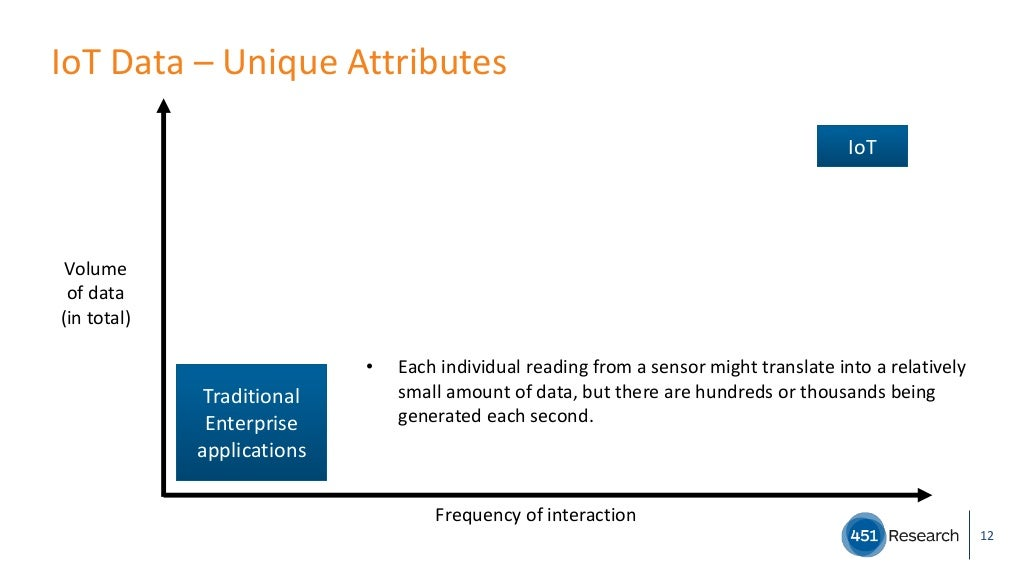 IoT Data – Unique Attributes
IoT
Volume
of data
(in total)
• Each individual reading from a sensor might translate into a relatively
small amount of data, but there are hundreds or thousands being
generated each second.
Traditional
Enterprise
applications
Frequency of interaction
451 Research
12